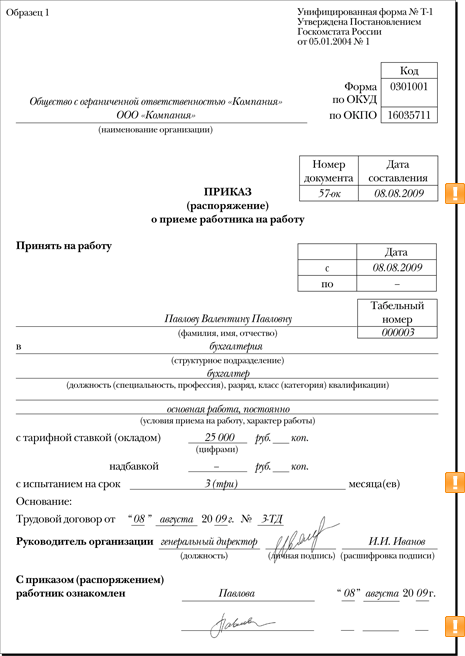 Образец 1
Унифицированная форма № Т-1
Утверждена Постановлением
Госкомстата России
от 05.01.2004 № 1
Код
Форма по ОКУД 0301001
Общество с ограниченной ответственностью «Компания»
ООО «Компания» по ОКПО 16035711
(наименование организации)
Номер документа Дата составления
57-ок 08.08.2009 !
ПРИКАЗ
(распоряжение)
о приеме работника на работу
Принять на работу
Дата
с 08.08.2009
по –
Табельный номер
Павлову Валентину Павловну 000003
(фамилия, имя, отчество)
в бухгалтерия
(структурное подразделение)
бухгалтер
(должность (специальность, профессия), разряд, класс (категория) квалификации)
основная работа, постоянно
(условия приема на работу, характер работы)
с тарифной ставкой (окладом) 25 000 руб. коп.
(цифрами)
надбавкой – руб. коп.
с испытанием на срок 3 (три) месяца(ев) !
Основание:
Трудовой договор от “08” августа 2009 г. № 3-ТД
Руководитель организации генеральный директор И.И. Иванов
(должность) (личная подпись) (расшифровка подписи)
С приказом (распоряжением)
работник ознакомлен Павлова “08” августа 2009 г.
!